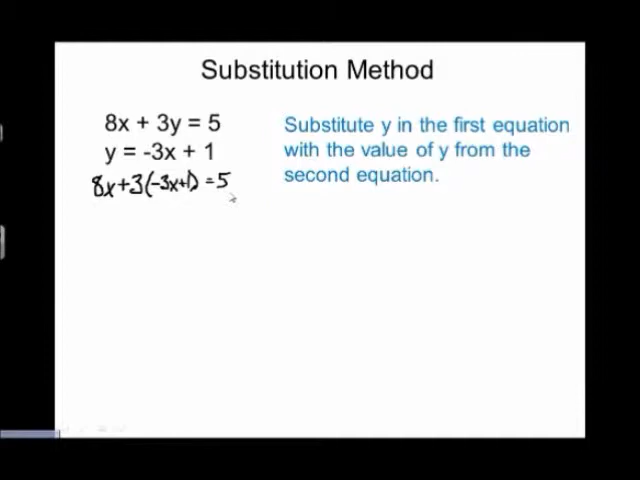 Substitution Method
8x + 3y = 5
y = -3x + 1
8x+3(-3x+1) =5
Substitute y in the first equation
with the value of y from the
second equation.